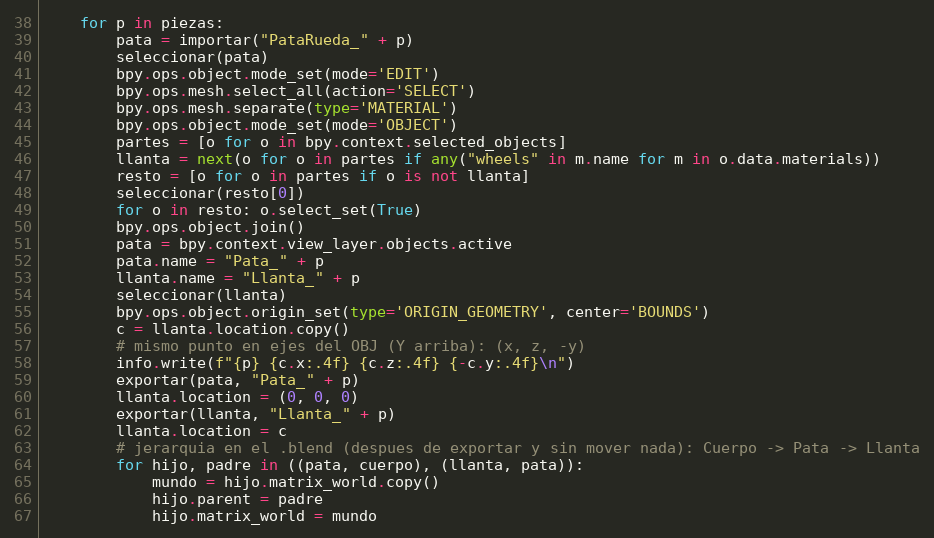 38    for p in piezas:
39        pata = importar("PataRueda_" + p)
40        seleccionar(pata)
41        bpy.ops.object.mode_set(mode='EDIT')
42        bpy.ops.mesh.select_all(action='SELECT')
43        bpy.ops.mesh.separate(type='MATERIAL')
44        bpy.ops.object.mode_set(mode='OBJECT')
45        partes = [o for o in bpy.context.selected_objects]
46        llanta = next(o for o in partes if any("wheels" in m.name for m in o.data.materials))
47        resto = [o for o in partes if o is not llanta]
48        seleccionar(resto[0])
49        for o in resto: o.select_set(True)
50        bpy.ops.object.join()
51        pata = bpy.context.view_layer.objects.active
52        pata.name = "Pata_" + p
53        llanta.name = "Llanta_" + p
54        seleccionar(llanta)
55        bpy.ops.object.origin_set(type='ORIGIN_GEOMETRY', center='BOUNDS')
56        c = llanta.location.copy()
57        # mismo punto en ejes del OBJ (Y arriba): (x, z, -y)
58        info.write(f"{p} {c.x:.4f} {c.z:.4f} {-c.y:.4f}\n")
59        exportar(pata, "Pata_" + p)
60        llanta.location = (0, 0, 0)
61        exportar(llanta, "Llanta_" + p)
62        llanta.location = c
63        # jerarquia en el .blend (despues de exportar y sin mover nada): Cuerpo -> Pata -> Llanta
64        for hijo, padre in ((pata, cuerpo), (llanta, pata)):
65            mundo = hijo.matrix_world.copy()
66            hijo.parent = padre
67            hijo.matrix_world = mundo